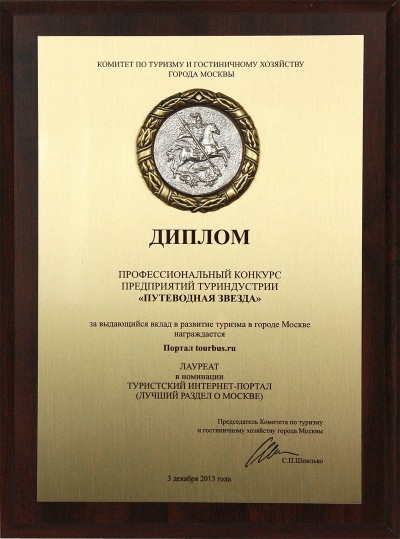 КОМИТЕТ ПО ТУРИЗМУ И ГОСТИНИЧНОМУ ХОЗЯЙСТВУ
ГОРОДА МОСКВЫ
ДИПЛОМ
ПРОФЕССИОНАЛЬНЫЙ КОНКУРС
ПРЕДПРИЯТИЙ ТУРИНДУСТРИИ
«ПУТЕВОДНАЯ ЗВЕЗДА»
за выдающийся вклад в развитие туризма в городе Москве
награждается
Портал tourbus.ru
ЛАУРЕАТ
в номинации
ТУРИСТСКИЙ ИНТЕРНЕТ-ПОРТАЛ
(ЛУЧШИЙ РАЗДЕЛ О МОСКВЕ)
Председатель Комитета по туризму
и гостиничному хозяйству города Москвы
С.П.Шпилько
3 декабря 2013 года